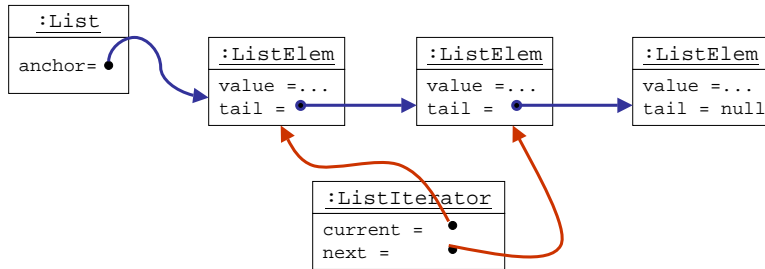 :List
anchor=
:ListElem
value =...
tail =
:ListElem
value =...
tail =
:ListElem
value =...
tail = null
:ListIterator
current =
next =